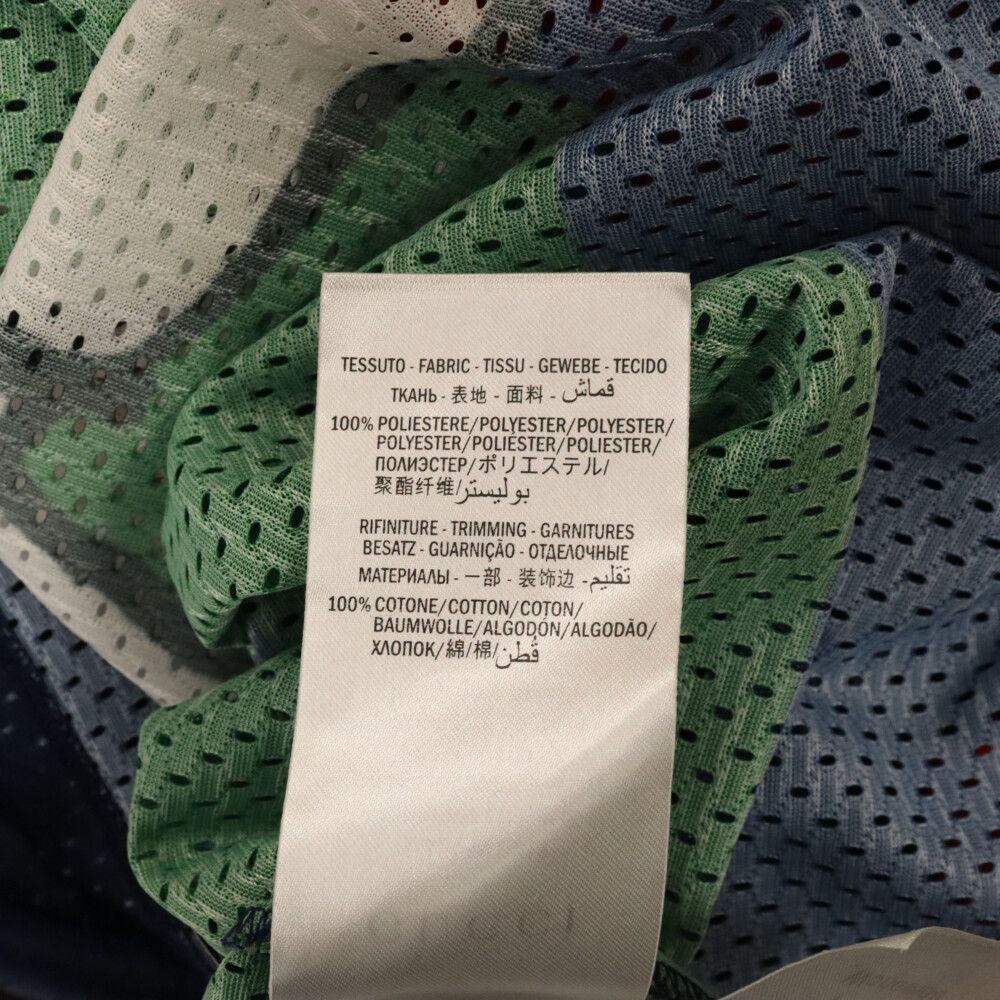 TESSUTO - FABRIC - TISSU - GEWEBE - TECIDO
ТКАНЬ - 表地 - 面料 - قماش
100% POLIESTERE/POLYESTER/POLYESTER/
POLYESTER/POLIÉSTER/POLIESTER/
ПОЛИЭСТЕР/ポリエステル/
聚酯纤维/بوليستر
RIFINITURE - TRIMMING - GARNITURES
BESATZ - GUARNIÇÃO - ОТДЕЛОЧНЫЕ
МАТЕРИАЛЫ - 一部 - 装饰边 - تقليم
100% COTONE/COTTON/COTON/
BAUMWOLLE/ALGODÓN/ALGODÃO/
ХЛОПОК/綿/棉/قطن